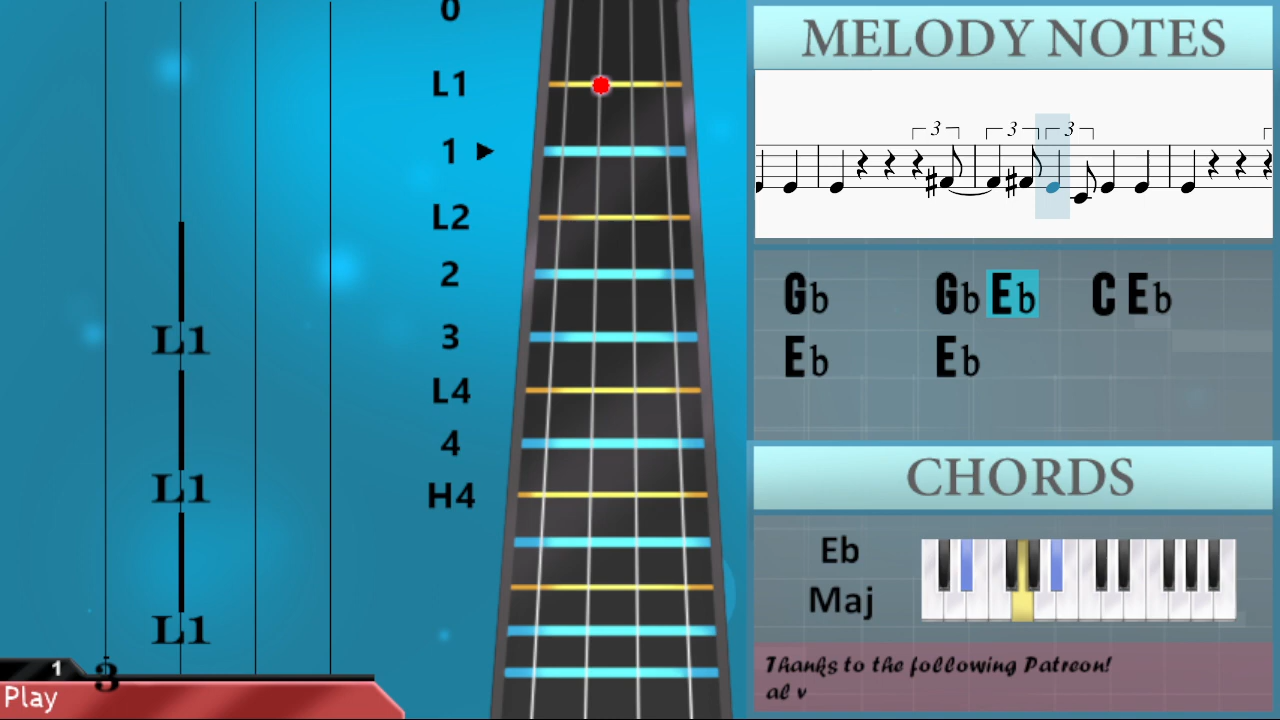 0
L1
1
L2
2
3
L4
4
H4
L1
L1
L1
1
3
Play
MELODY NOTES
3 3 3
Gb Gb Eb C Eb
Eb Eb
CHORDS
Eb
Maj
Thanks to the following Patreon!
al v